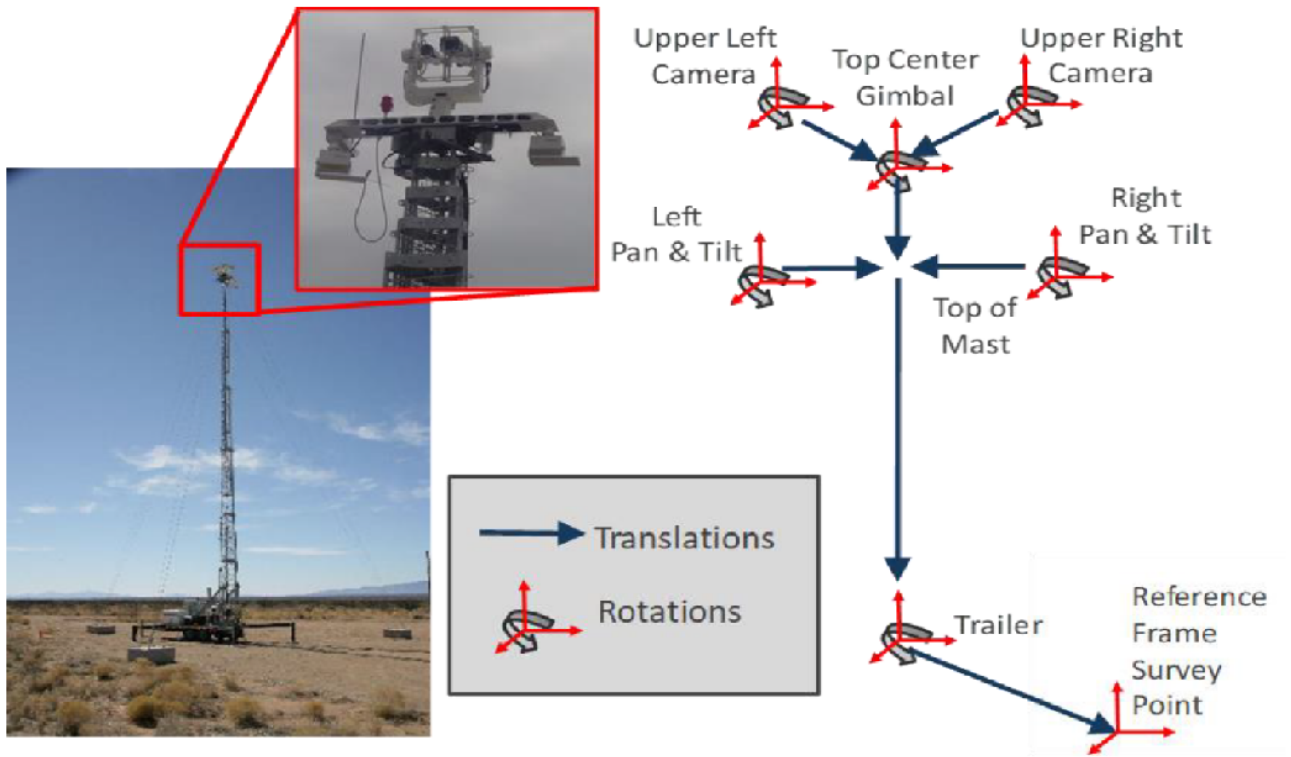 Upper Left
Camera
Top Center
Gimbal
Upper Right
Camera
Left
Pan & Tilt
Right
Pan & Tilt
Top of
Mast
Translations
Rotations
Trailer
Reference
Frame
Survey
Point